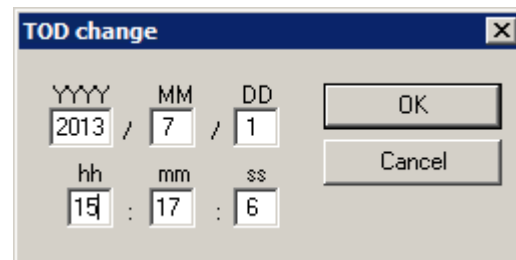 TOD change
YYYY MM DD
2013 / 7 / 1
OK
hh mm ss
15 : 17 : 6
Cancel